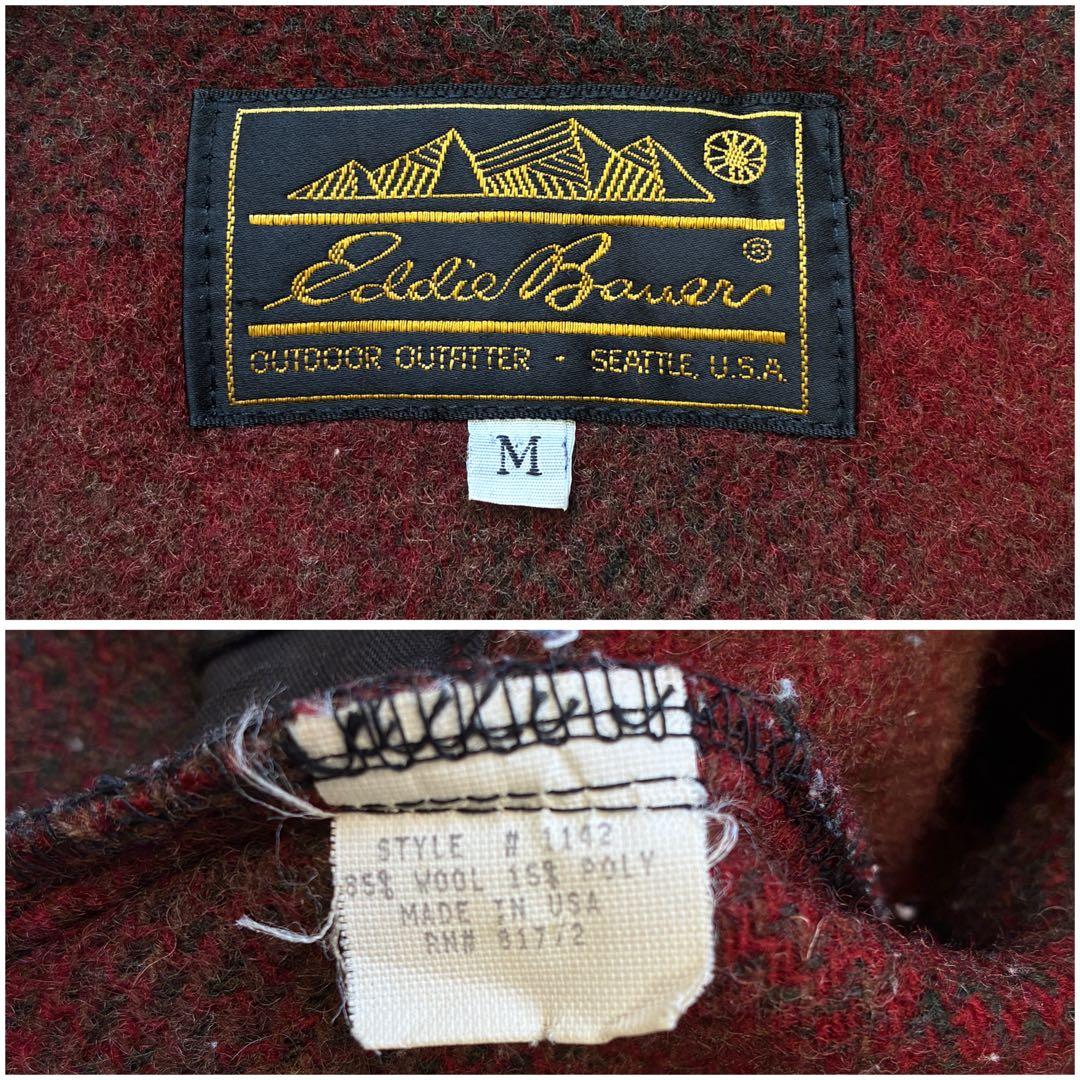 Eddie Bauer ®
OUTDOOR OUTFITTER · SEATTLE, U.S.A.
M
STYLE # 1142
85% WOOL 15% POLY
MADE IN USA
RN# 81772